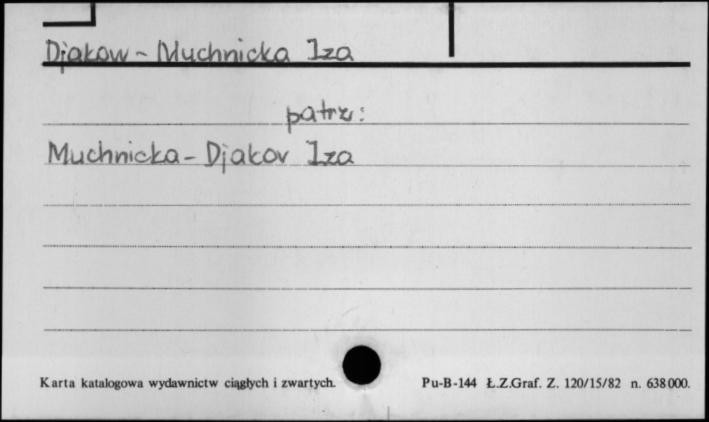 Djakow - Muchnicka Iza
patrz:
Muchnicka - Djakov Iza
Karta katalogowa wydawnictw ciągłych i zwartych.
Pu-B-144 Ł.Z.Graf. Z. 120/15/82 n. 638000.